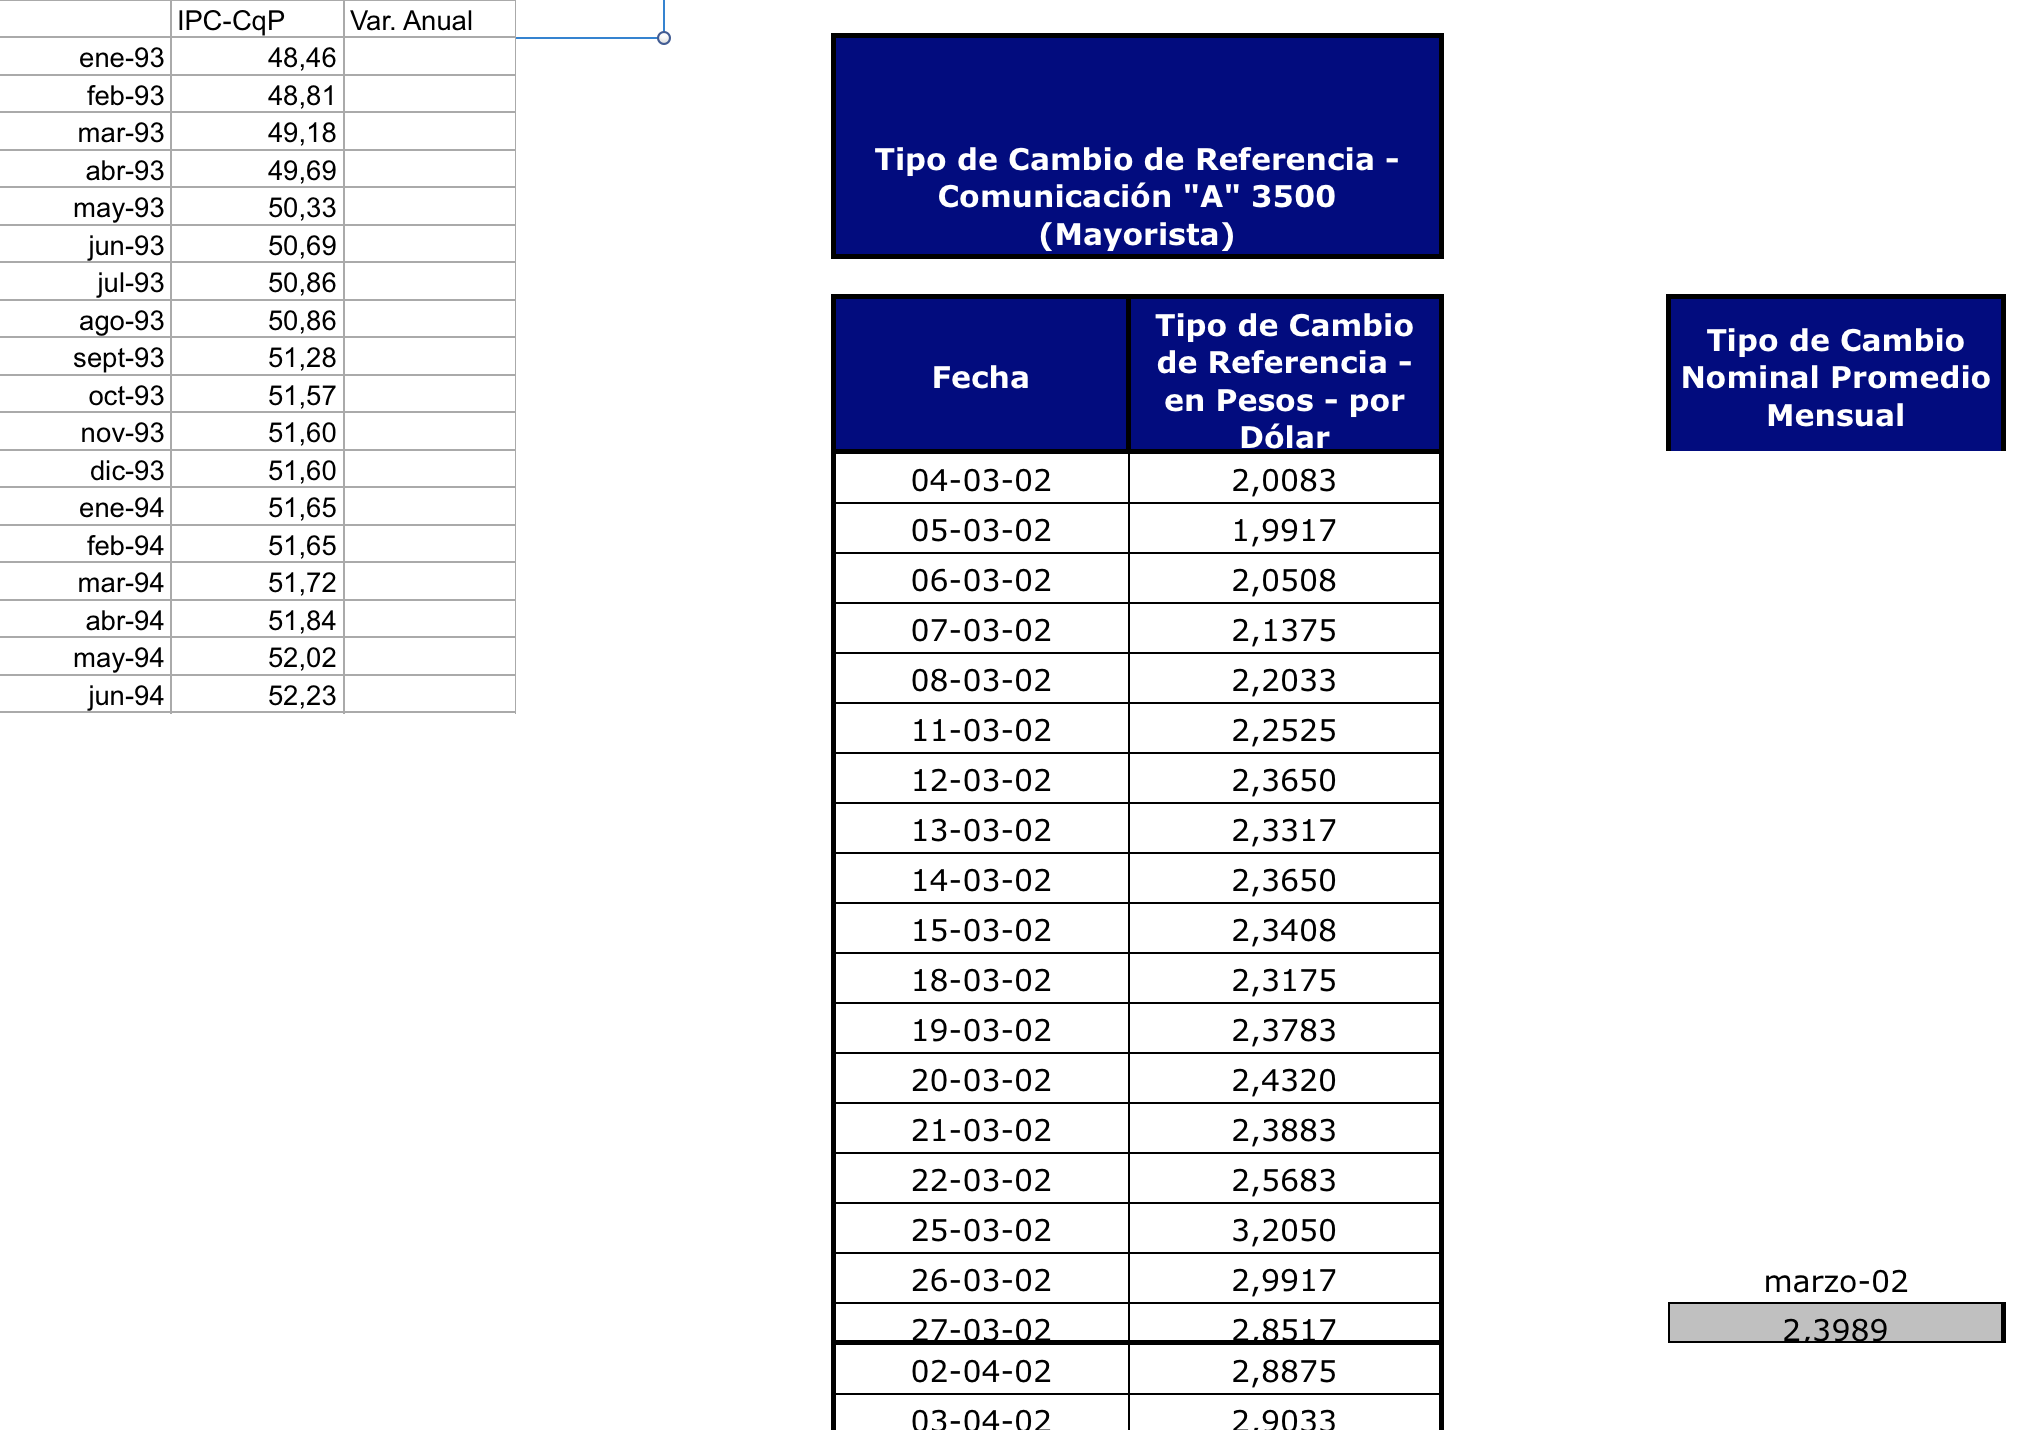 IPC-CqP Var. Anual
ene-93 48,46
feb-93 48,81
mar-93 49,18
abr-93 49,69
may-93 50,33
jun-93 50,69
jul-93 50,86
ago-93 50,86
sept-93 51,28
oct-93 51,57
nov-93 51,60
dic-93 51,60
ene-94 51,65
feb-94 51,65
mar-94 51,72
abr-94 51,84
may-94 52,02
jun-94 52,23
Tipo de Cambio de Referencia -
Comunicación "A" 3500
(Mayorista)
Fecha
Tipo de Cambio
de Referencia -
en Pesos - por
Dólar
04-03-02 2,0083
05-03-02 1,9917
06-03-02 2,0508
07-03-02 2,1375
08-03-02 2,2033
11-03-02 2,2525
12-03-02 2,3650
13-03-02 2,3317
14-03-02 2,3650
15-03-02 2,3408
18-03-02 2,3175
19-03-02 2,3783
20-03-02 2,4320
21-03-02 2,3883
22-03-02 2,5683
25-03-02 3,2050
26-03-02 2,9917
27-03-02 2,8517
02-04-02 2,8875
03-04-02 2,9033
Tipo de Cambio
Nominal Promedio
Mensual
marzo-02
2,3989